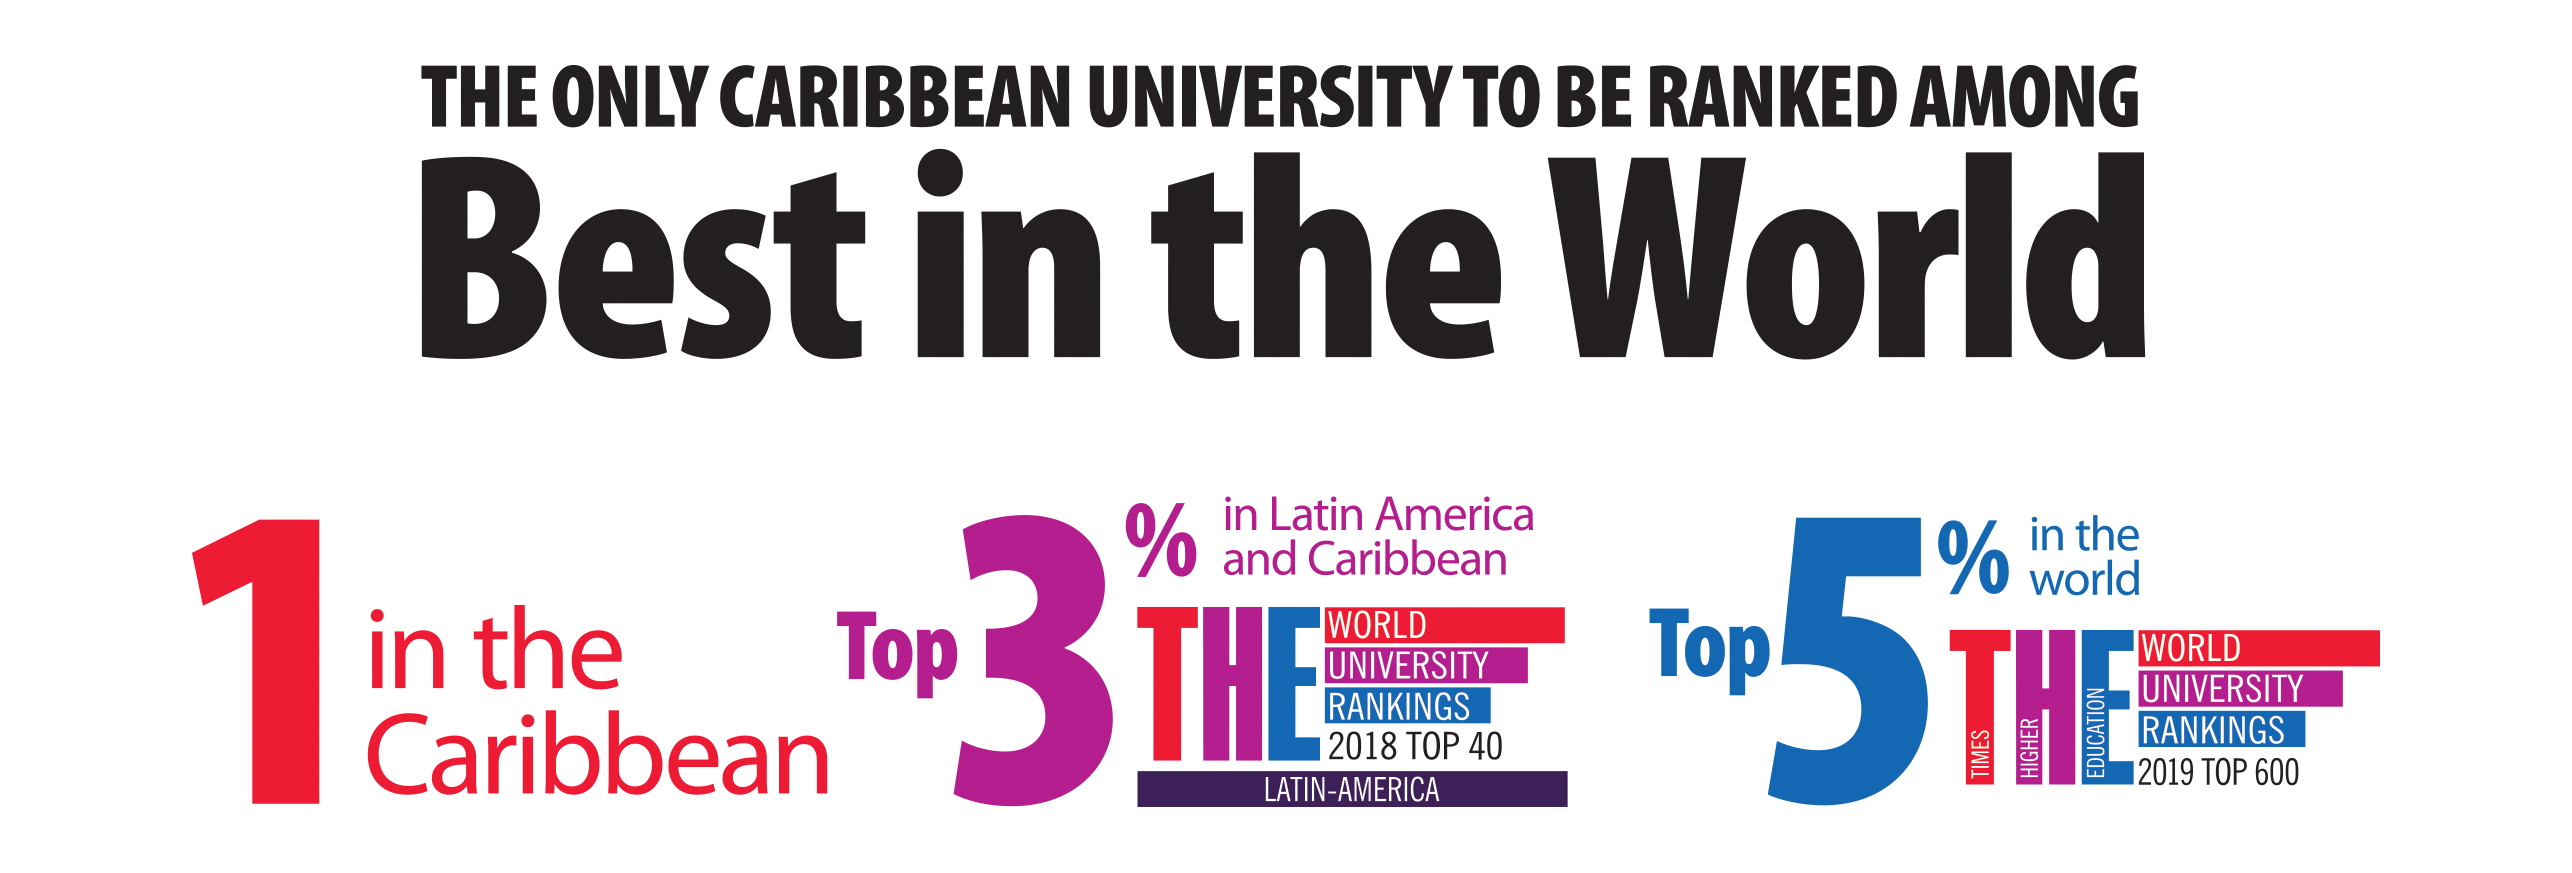 THE ONLY CARIBBEAN UNIVERSITY TO BE RANKED AMONG
Best in the World
1 in the
Caribbean
Top 3% in Latin America
and Caribbean
THE WORLD
UNIVERSITY
RANKINGS
2018 TOP 40
LATIN-AMERICA
Top 5% in the
world
THE
TIMES
HIGHER
EDUCATION
WORLD
UNIVERSITY
RANKINGS
2019 TOP 600